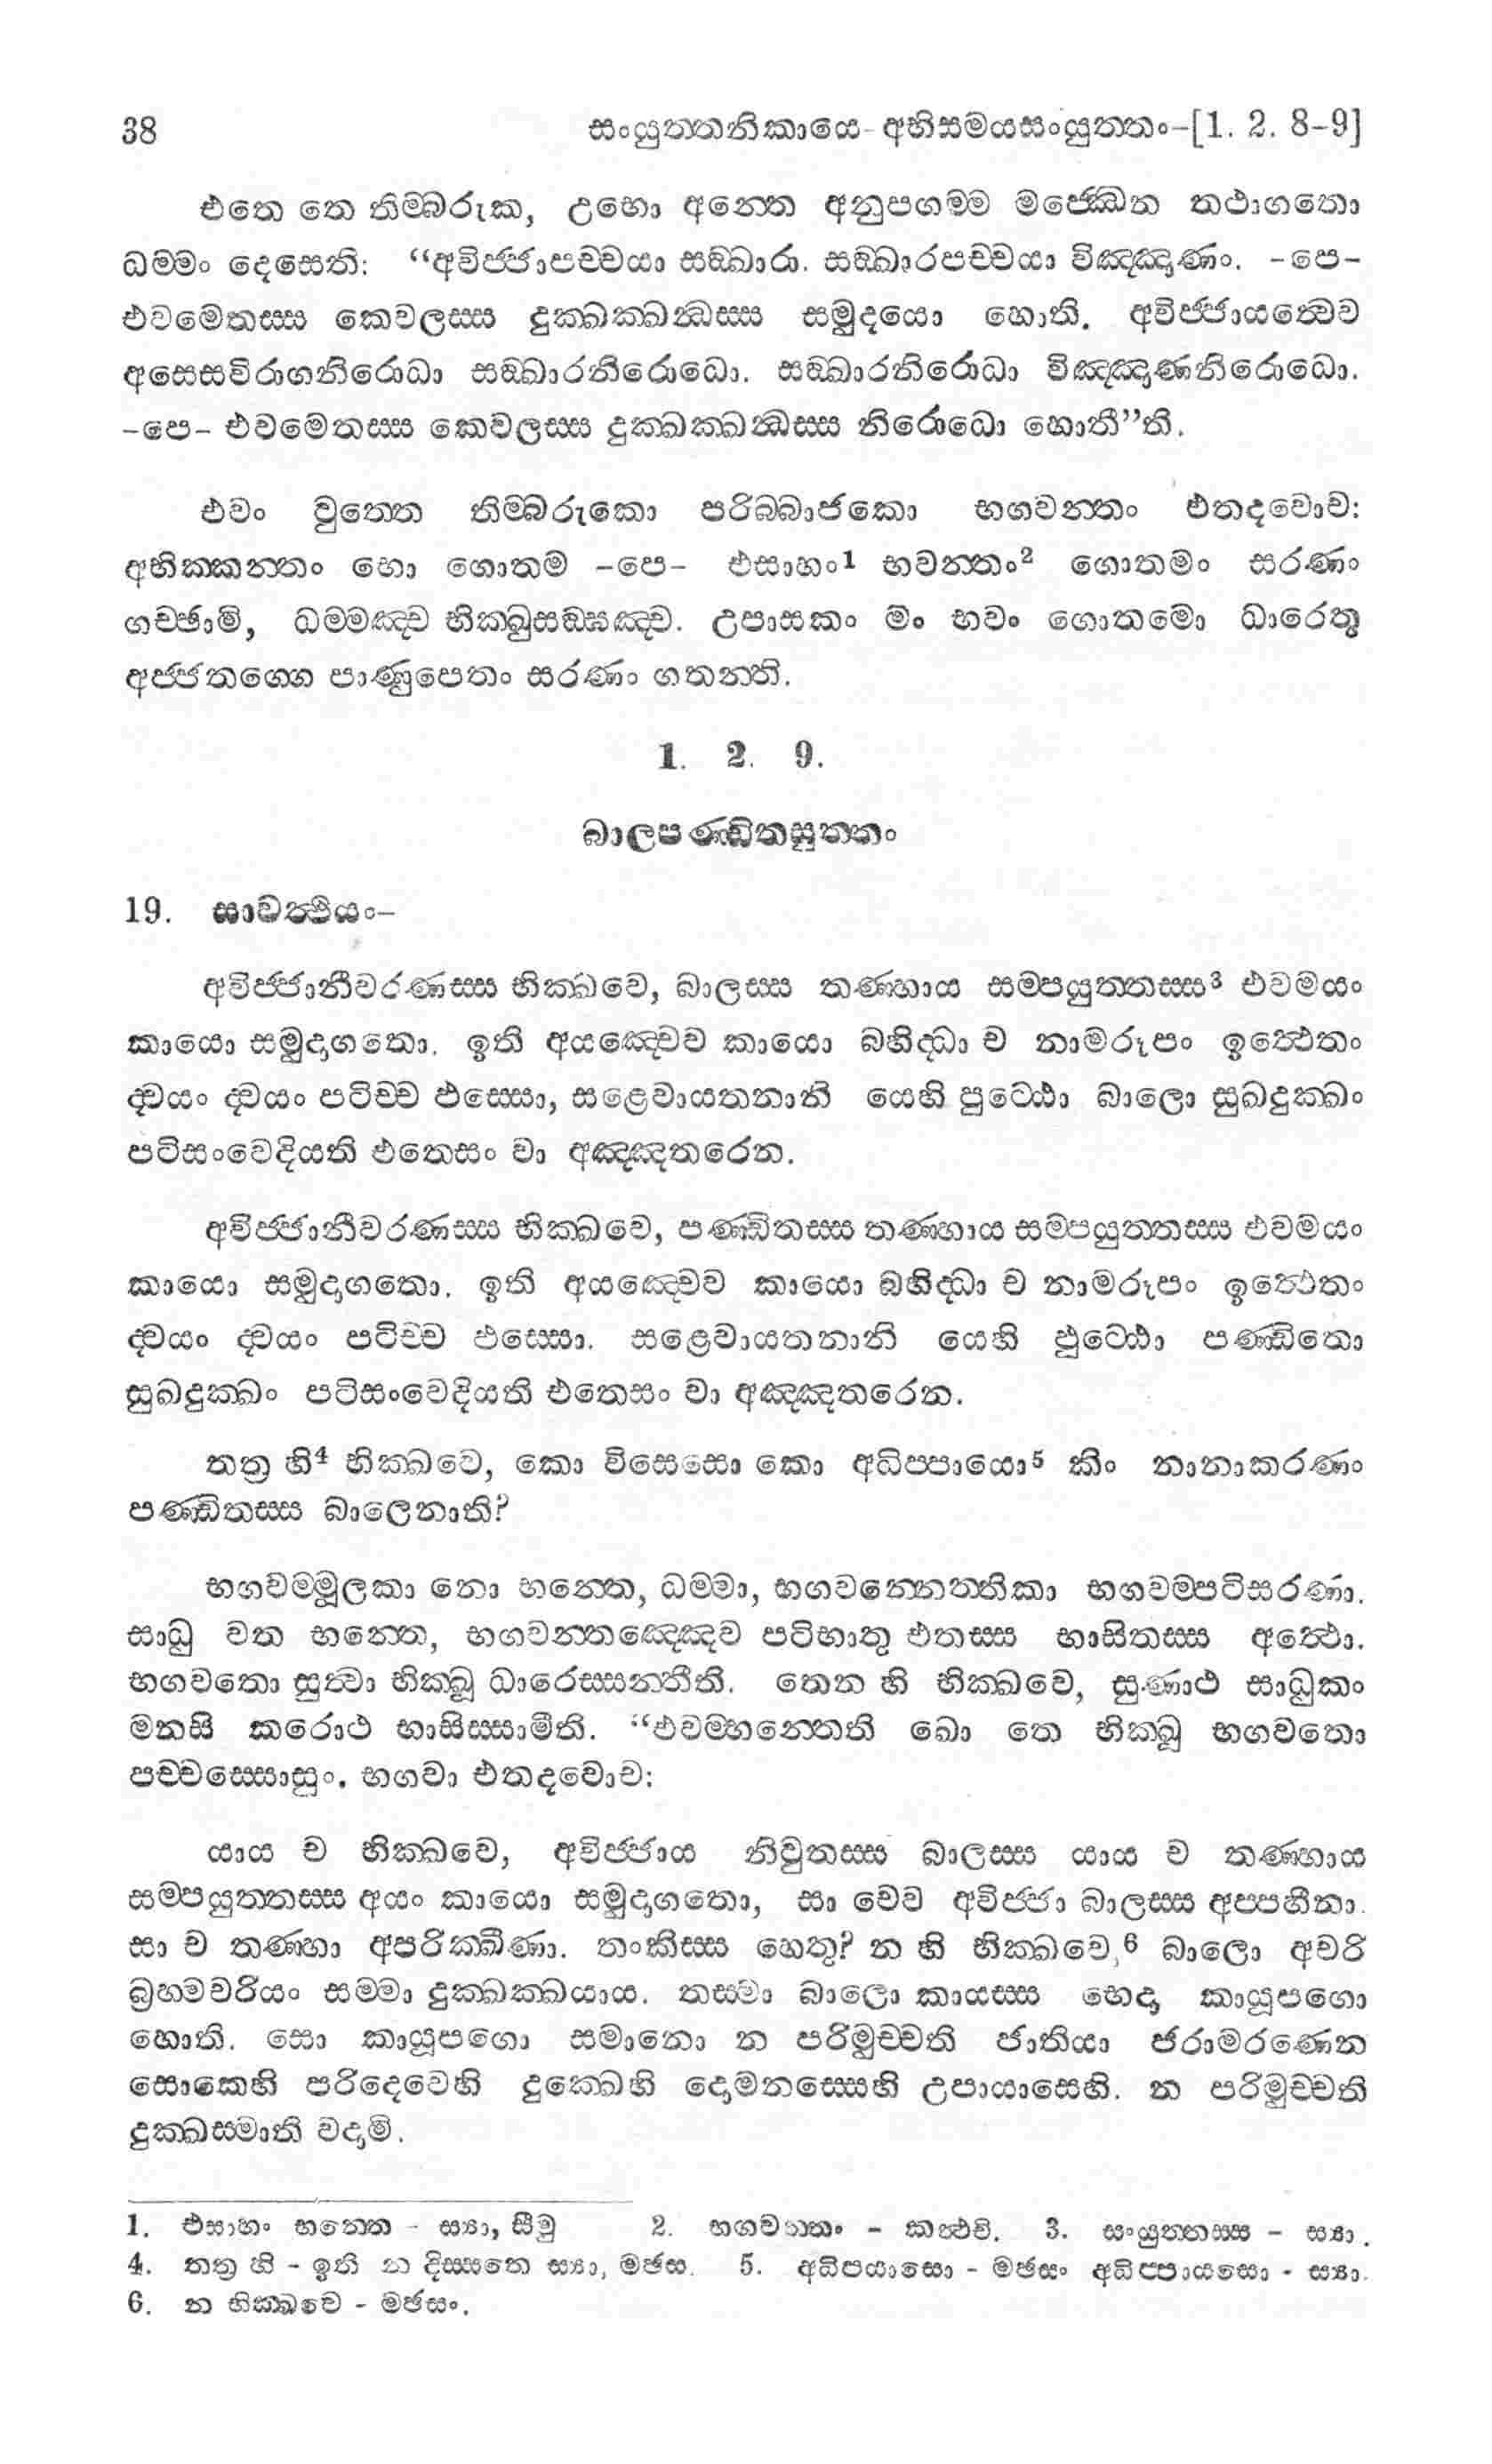 38 සංයුත්තනිකායෙ - අභිසමයසංයුත්තං-[1. 2. 8-9]
එතෙ තෙ තිම්බරුක, උභො අන්තෙ අනුපගම්ම මජ්ඣෙන තථාගතො
ධම්මං දෙසෙති: “අවිජ්ජාපච්චයා සඞ්ඛාරා. සඞ්ඛාරපච්චයා විඤ්ඤාණං. -පෙ-
එවමෙතස්ස කෙවලස්ස දුක්ඛක්ඛන්ධස්ස සමුදයො හොති. අවිජ්ජායත්වෙව
අසෙසවිරාගනිරොධා සඞ්ඛාරනිරොධො. සඞ්ඛාරනිරොධා විඤ්ඤාණනිරොධො.
-පෙ- එවමෙතස්ස කෙවලස්ස දුක්ඛක්ඛන්ධස්ස නිරොධො හොතී”ති.
එවං වුත්තෙ තිම්බරුකො පරිබ්බාජකො භගවන්තං එතදවොච:
අභික්කන්තං භො ගොතම -පෙ- එසාහං1 භවන්තං2 ගොතමං සරණං
ගච්ඡාමි, ධම්මඤ්ච භික්ඛුසඞ්ඝඤ්ච. උපාසකං මං භවං ගොතමො ධාරෙතු
අජ්ජතග්ගෙ පාණුපෙතං සරණං ගතන්ති.
1. 2. 9.
බාලපණ්ඩිතසුත්තං
19. සාවත්ථියං-
අවිජ්ජානීවරණස්ස භික්ඛවෙ, බාලස්ස තණ්හාය සම්පයුත්තස්ස3 එවමයං
කායො සමුදාගතො. ඉති අයඤ්චෙව කායො බහිද්ධා ච නාමරූපං ඉත්ථෙතං
ද්වයං ද්වයං පටිච්ච ඵස්සො, සළෙවායතනානි යෙහි පුට්ඨො බාලො සුඛදුක්ඛං
පටිසංවෙදියති එතෙසං වා අඤ්ඤතරෙන.
අවිජ්ජානීවරණස්ස භික්ඛවෙ, පණ්ඩිතස්ස තණ්හාය සම්පයුත්තස්ස එවමයං
කායො සමුදාගතො. ඉති අයඤ්චෙව කායො බහිද්ධා ච නාමරූපං ඉත්ථෙතං
ද්වයං ද්වයං පටිච්ච ඵස්සො. සළෙවායතනානි යෙහි ඵුට්ඨො පණ්ඩිතො
සුඛදුක්ඛං පටිසංවෙදියති එතෙසං වා අඤ්ඤතරෙන.
තත්‍ර හි4 භික්ඛවෙ, කො විසෙසො කො අධිප්පායො5 කිං නානාකරණං
පණ්ඩිතස්ස බාලෙනාති?
භගවම්මූලකා නො භන්තෙ, ධම්මා, භගවන්නෙත්තිකා භගවම්පටිසරණා.
සාධු වත භන්තෙ, භගවන්තඤ්ඤෙව පටිභාතු එතස්ස භාසිතස්ස අත්ථො.
භගවතො සුත්වා භික්ඛූ ධාරෙස්සන්තීති. තෙන හි භික්ඛවෙ, සුණාථ සාධුකං
මනසි කරොථ භාසිස්සාමීති. “එවම්භන්තෙති ඛො තෙ භික්ඛූ භගවතො
පච්චස්සොසුං. භගවා එතදවොච:
යාය ච භික්ඛවෙ, අවිජ්ජාය නිවුතස්ස බාලස්ස යාය ච තණ්හාය
සම්පයුත්තස්ස අයං කායො සමුදාගතො, සා චෙව අවිජ්ජා බාලස්ස අප්පහීනා.
සා ච තණ්හා අපරික්ඛීණා. තංකිස්ස හෙතු? න හි භික්ඛවෙ,6 බාලො අචරි
බ්‍රහ්මචරියං සම්මා දුක්ඛක්ඛයාය. තස්මා බාලො කායස්ස භෙදා කායූපගො
හොති. සො කායූපගො සමානො න පරිමුච්චති ජාතියා ජරාමරණෙන
සොකෙහි පරිදෙවෙහි දුක්ඛෙහි දොමනස්සෙහි උපායාසෙහි. න පරිමුච්චති
දුක්ඛස්මාති වදාමි.
1. එසාහං භන්තෙ - ස්‍යා, සීමු 2. භගවන්තං - කත්ථචි. 3. සංයුත්තස්ස - ස්‍යා.
4. තත්‍ර හි - ඉති න දිස්සතෙ ස්‍යා, මඡස. 5. අධිපයාසො - මඡසං අධිප්පායසො - ස්‍යා.
6. න භික්ඛවෙ - මඡසං.